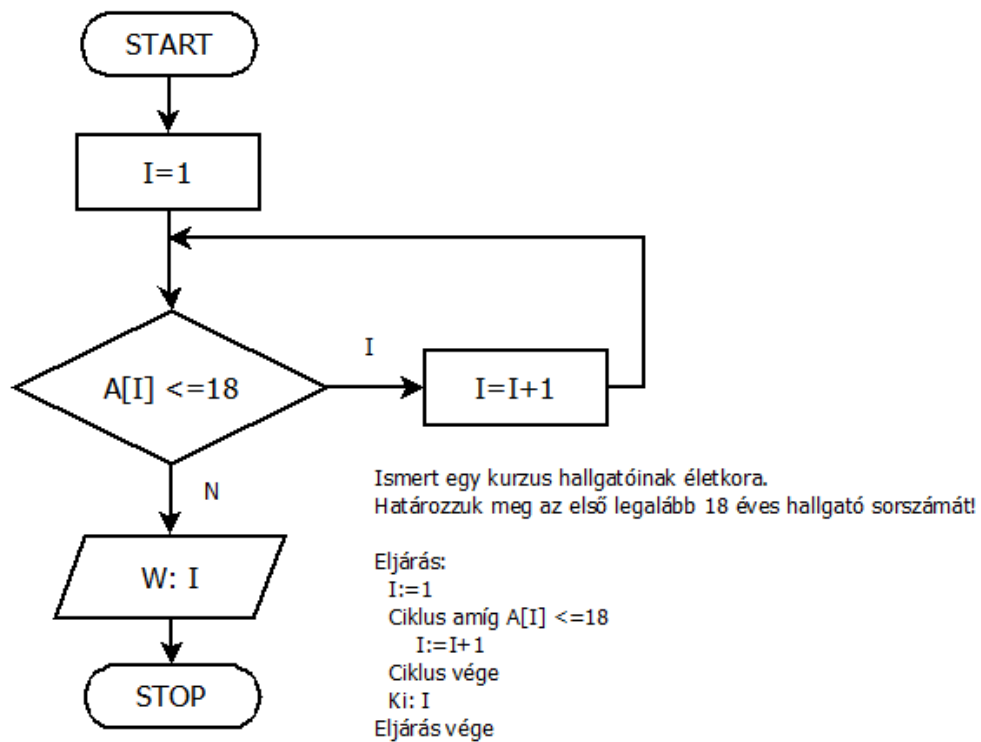 START
I=1
A[I] <=18
I
I=I+1
N
W: I
STOP
Ismert egy kurzus hallgatóinak életkora.
Határozzuk meg az első legalább 18 éves hallgató sorszámát!
Eljárás:
I:=1
Ciklus amíg A[I] <=18
I:=I+1
Ciklus vége
Ki: I
Eljárás vége